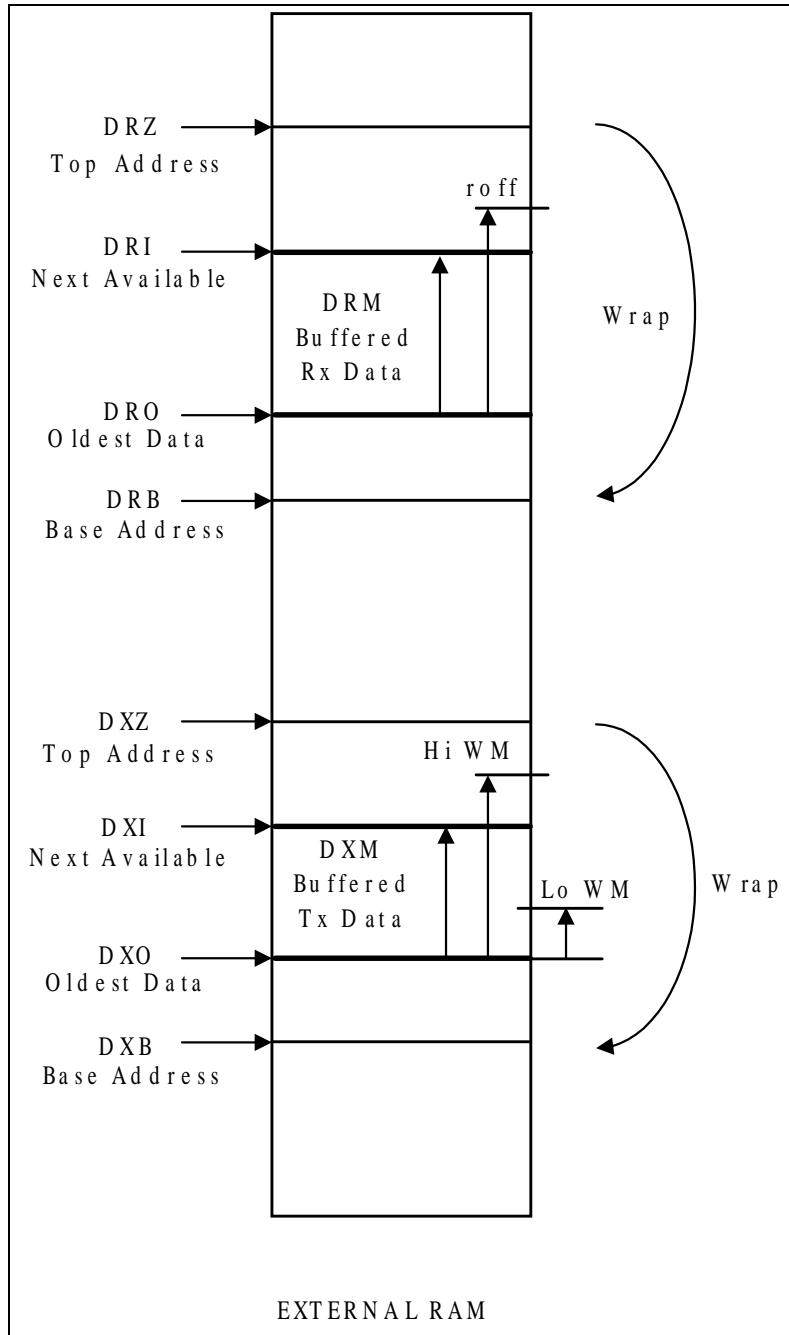 DRZ
Top Address
roff
DRI
Next Available
DRM
Buffered
Rx Data
Wrap
DRO
Oldest Data
DRB
Base Address
DXZ
Top Address
Hi WM
DXI
Next Available
DXM
Buffered
Tx Data
Lo WM
Wrap
DXO
Oldest Data
DXB
Base Address
EXTERNAL RAM